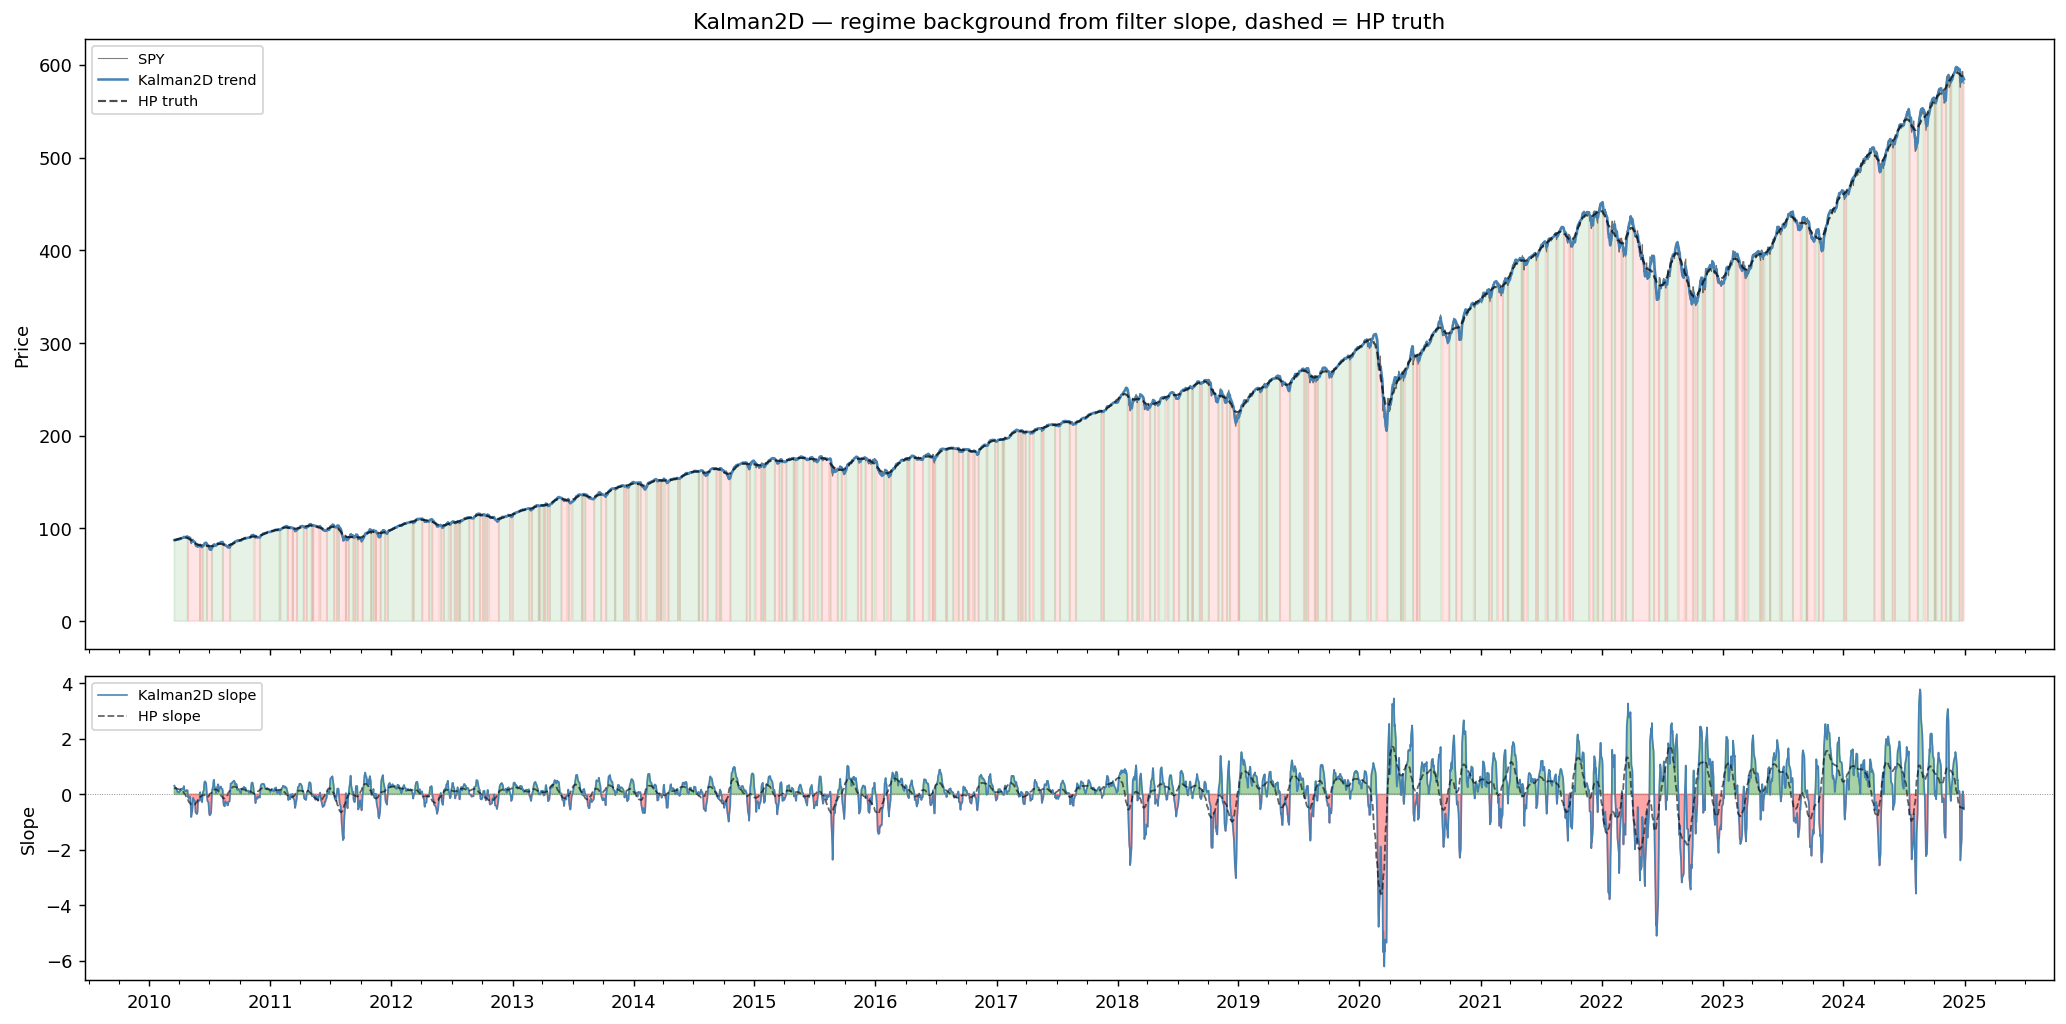 Kalman2D — regime background from filter slope, dashed = HP truth
SPY
Kalman2D trend
HP truth
600
500
400
300
200
100
0
Price
Kalman2D slope
HP slope
4
2
0
−2
−4
−6
Slope
2010 2011 2012 2013 2014 2015 2016 2017 2018 2019 2020 2021 2022 2023 2024 2025